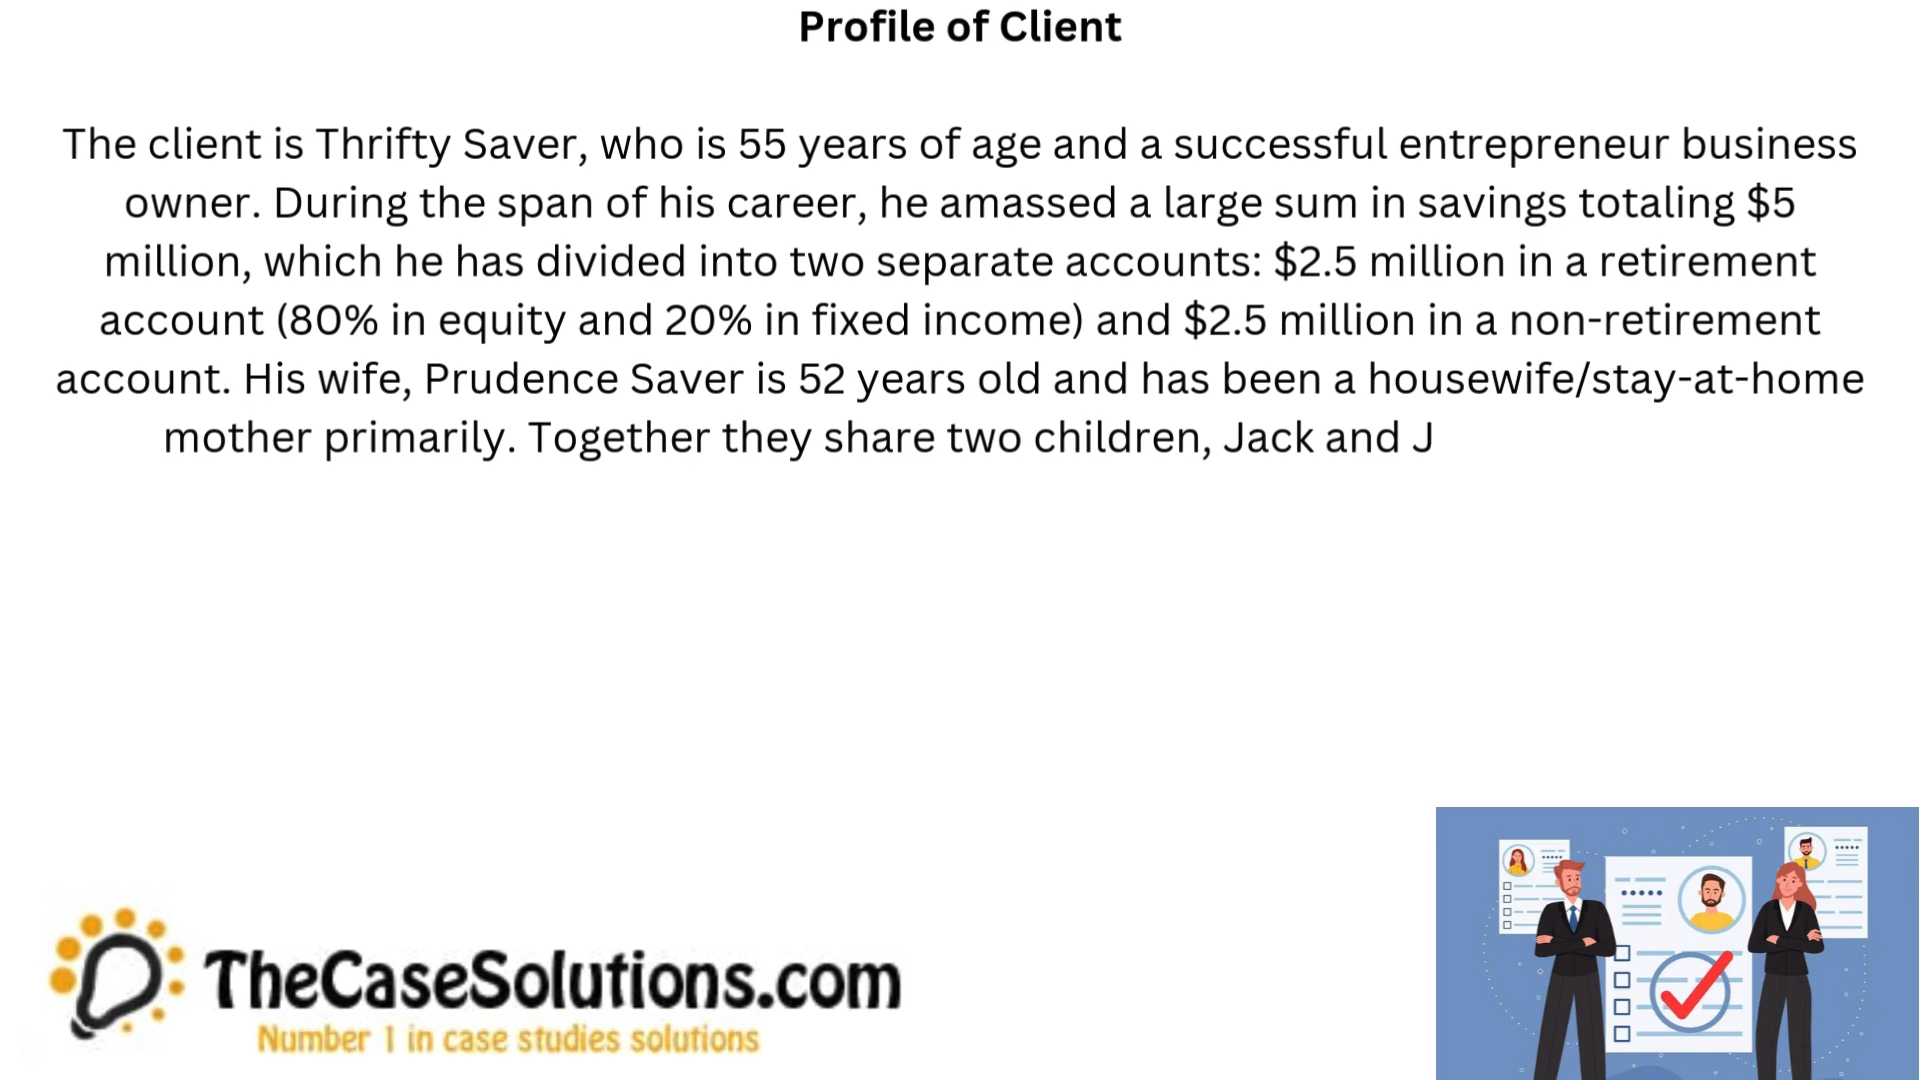 Profile of Client
The client is Thrifty Saver, who is 55 years of age and a successful entrepreneur business
owner. During the span of his career, he amassed a large sum in savings totaling $5
million, which he has divided into two separate accounts: $2.5 million in a retirement
account (80% in equity and 20% in fixed income) and $2.5 million in a non-retirement
account. His wife, Prudence Saver is 52 years old and has been a housewife/stay-at-home
mother primarily. Together they share two children, Jack and J
TheCaseSolutions.com
Number 1 in case studies solutions